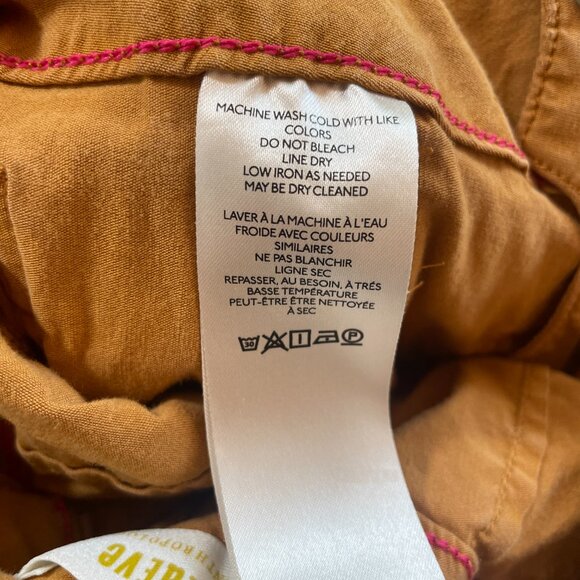 MACHINE WASH COLD WITH LIKE
COLORS
DO NOT BLEACH
LINE DRY
LOW IRON AS NEEDED
MAY BE DRY CLEANED
LAVER À LA MACHINE À L'EAU
FROIDE AVEC COULEURS
SIMILAIRES
NE PAS BLANCHIR
LIGNE SEC
REPASSER, AU BESOIN, À TRÉS
BASSE TEMPÉRATURE
PEUT-ÊTRE ÊTRE NETTOYÉE
À SEC
30 P